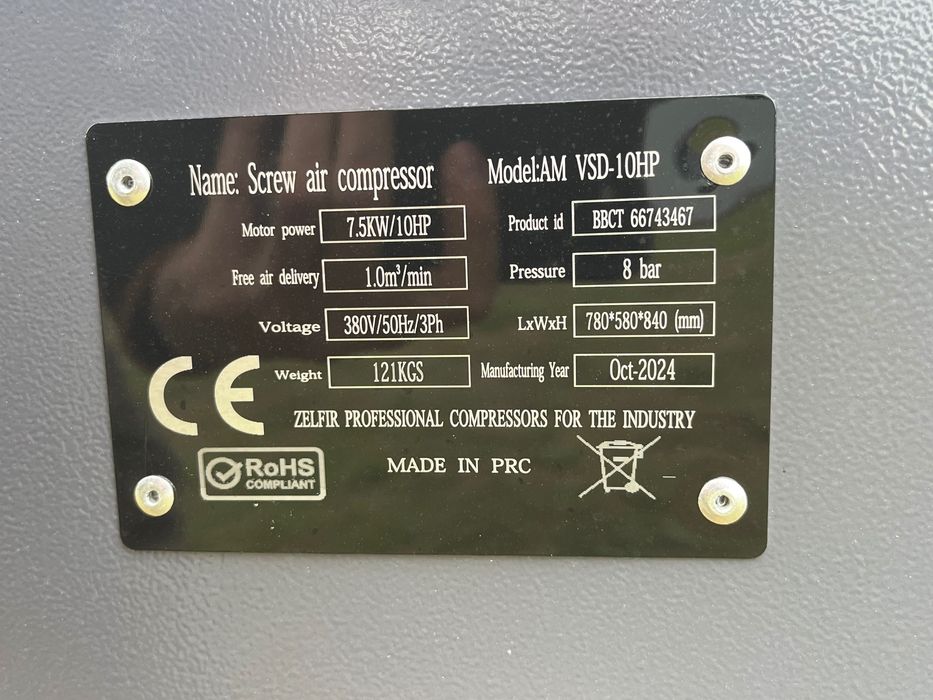 Name: Screw air compressor Model:AM VSD-10HP
Motor power 7.5KW/10HP Product id BBCT 66743467
Free air delivery 1.0m³/min Pressure 8 bar
Voltage 380V/50Hz/3Ph LxWxH 780*580*840 (mm)
Weight 121KGS Manufacturing Year Oct-2024
CE
ZELFIR PROFESSIONAL COMPRESSORS FOR THE INDUSTRY
RoHS
COMPLIANT
MADE IN PRC